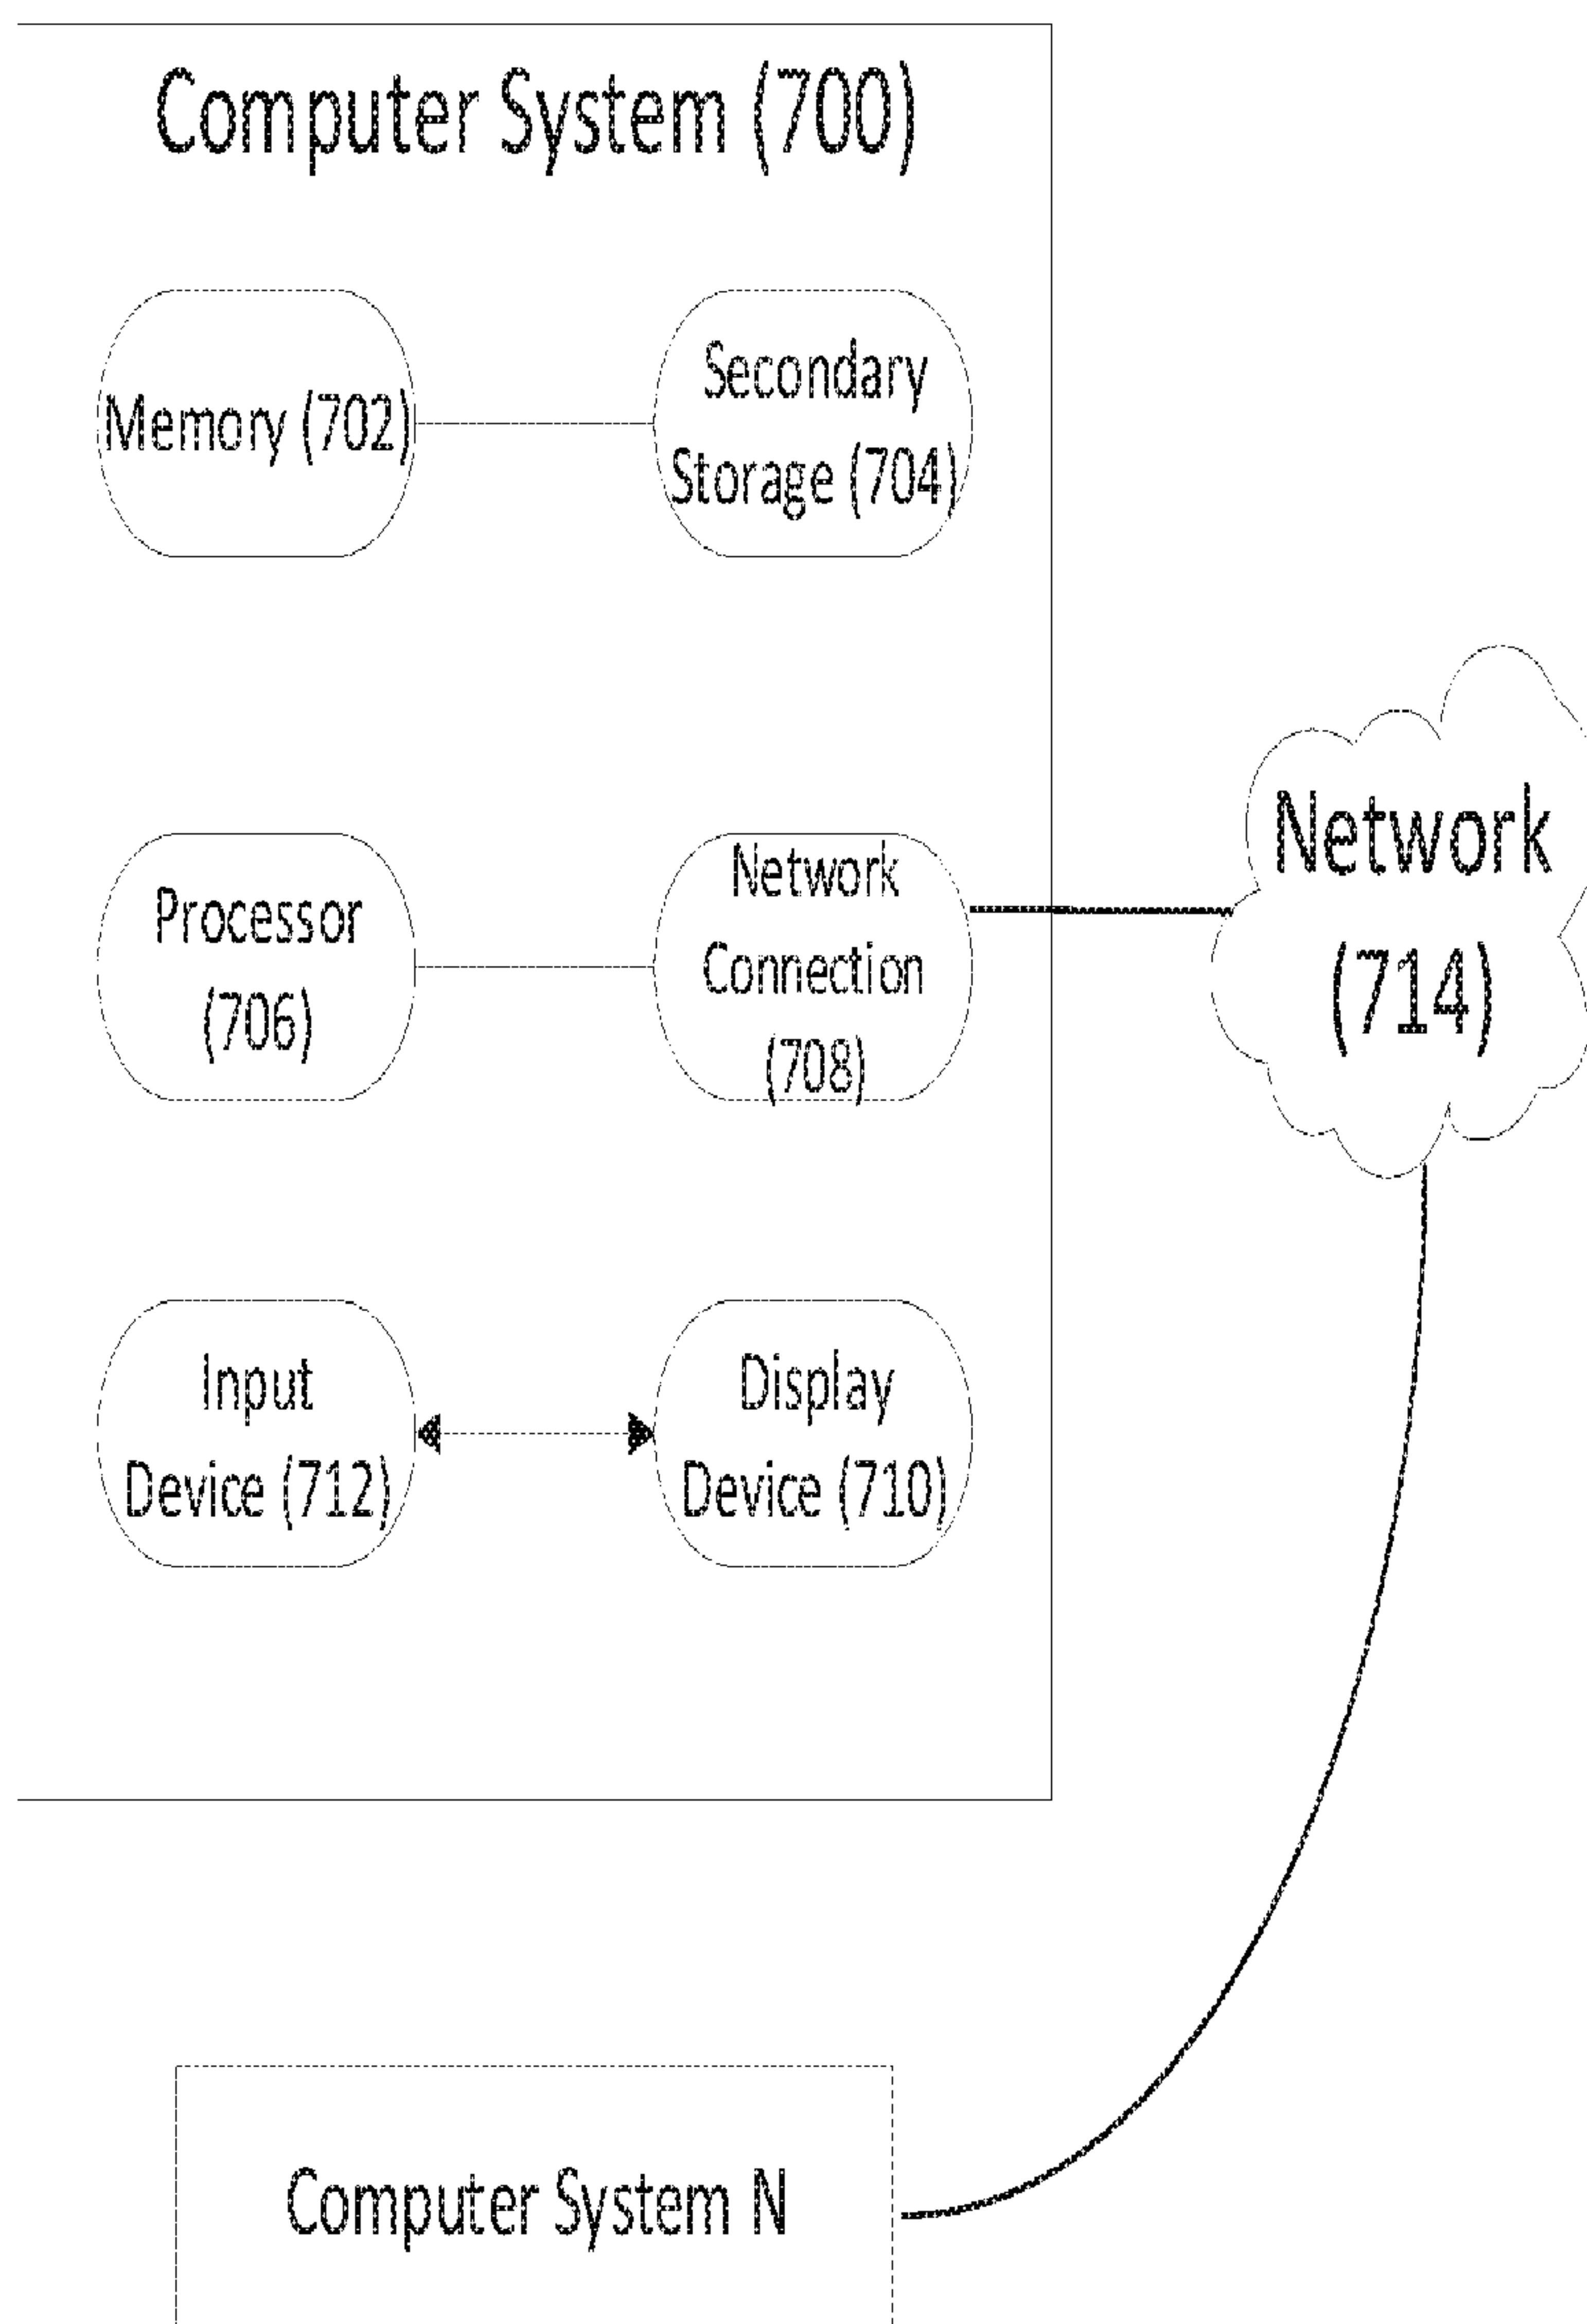 Computer System (700)
Memory (702)
Secondary
Storage (704)
Processor
(706)
Network
Connection
(708)
Network
(714)
Input
Device (712)
Display
Device (710)
Computer System N